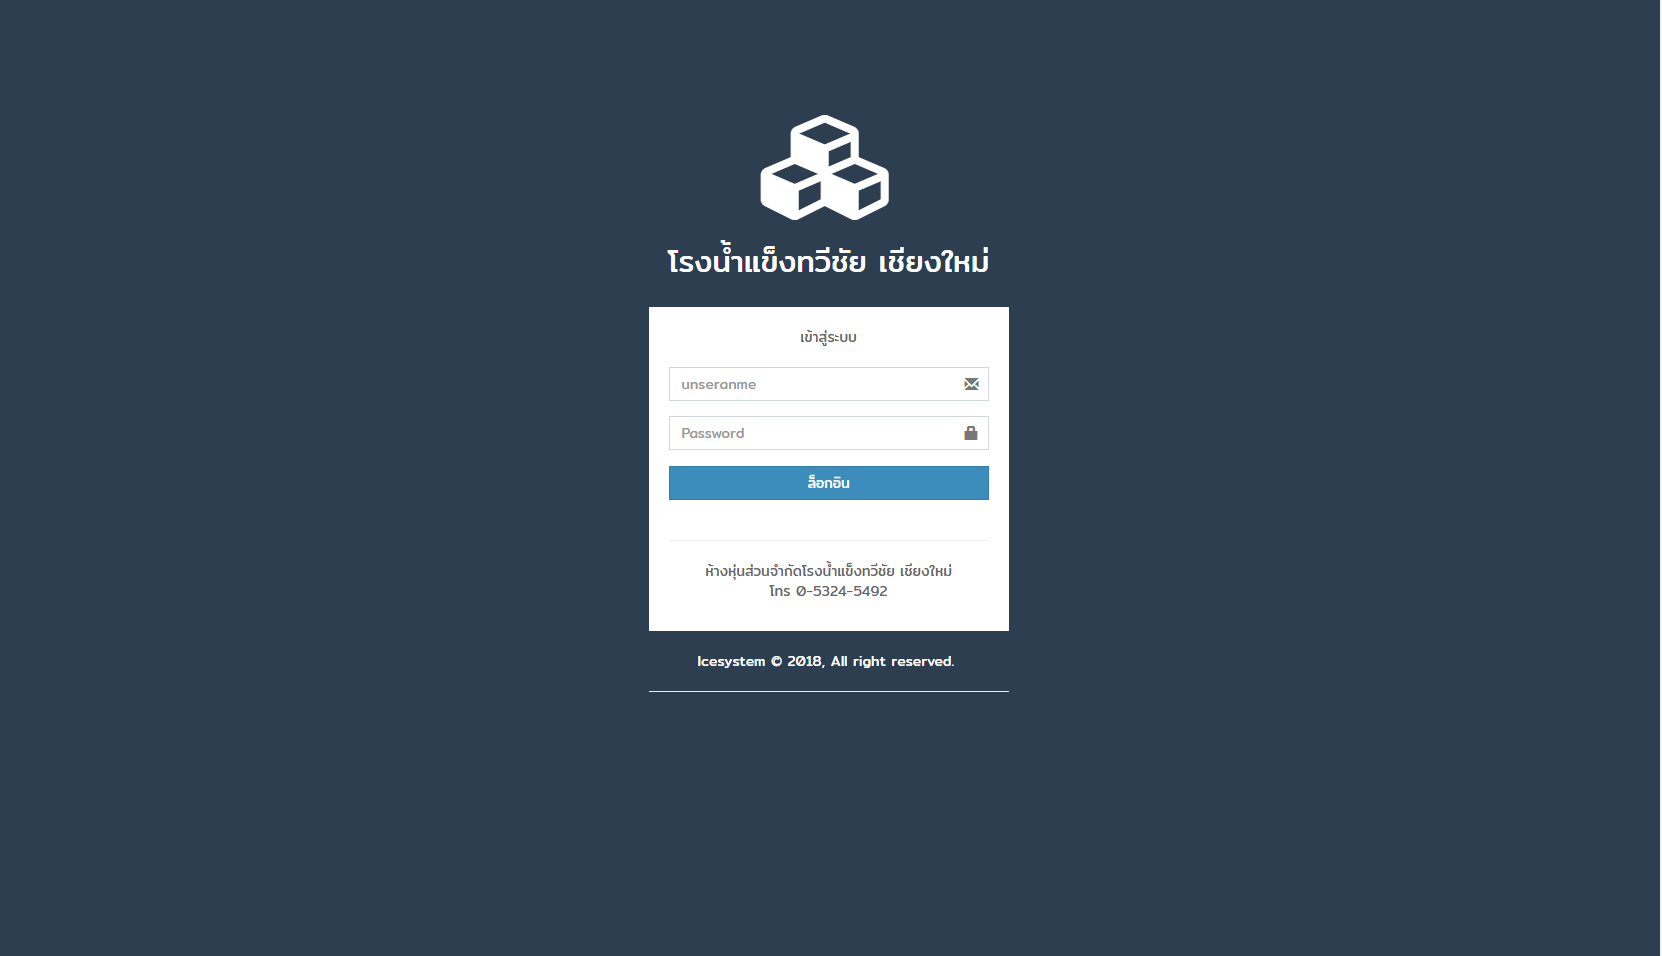 โรงน้ำแข็งทวีชัย เชียงใหม่
เข้าสู่ระบบ
unseranme
Password
ล็อกอิน
ห้างหุ่นส่วนจำกัดโรงน้ำแข็งทวีชัย เชียงใหม่
โทร 0-5324-5492
Icesystem © 2018, All right reserved.